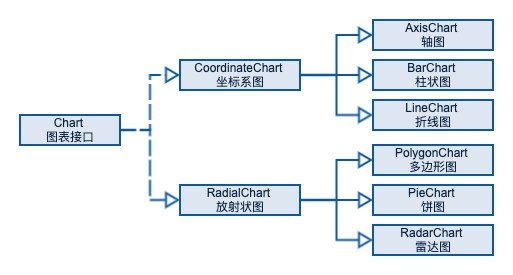 Chart
图表接口
CoordinateChart
坐标系图
RadialChart
放射状图
AxisChart
轴图
BarChart
柱状图
LineChart
折线图
PolygonChart
多边形图
PieChart
饼图
RadarChart
雷达图